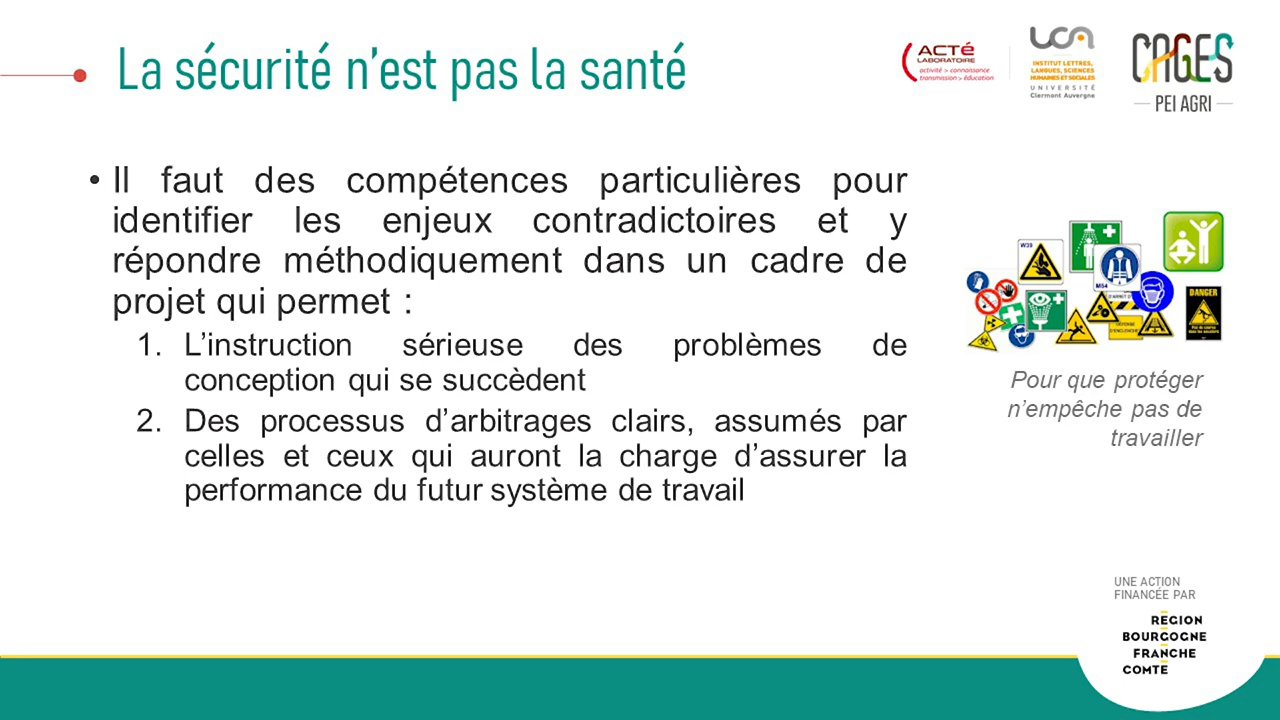 La sécurité n’est pas la santé
ACTé
LABORATOIRE
activité > connaissance
transmission > éducation
UCA
INSTITUT LETTRES,
LANGUES, SCIENCES
HUMAINES ET SOCIALES
UNIVERSITÉ
Clermont Auvergne
CAGES
PEI AGRI
• Il faut des compétences particulières pour
identifier les enjeux contradictoires et y
répondre méthodiquement dans un cadre de
projet qui permet :
1. L’instruction sérieuse des problèmes de
conception qui se succèdent
2. Des processus d’arbitrages clairs, assumés par
celles et ceux qui auront la charge d’assurer la
performance du futur système de travail
W39
M54
DANGER
Pour que protéger
n’empêche pas de
travailler
UNE ACTION
FINANCÉE PAR
RÉGION
BOURGOGNE
FRANCHE
COMTÉ